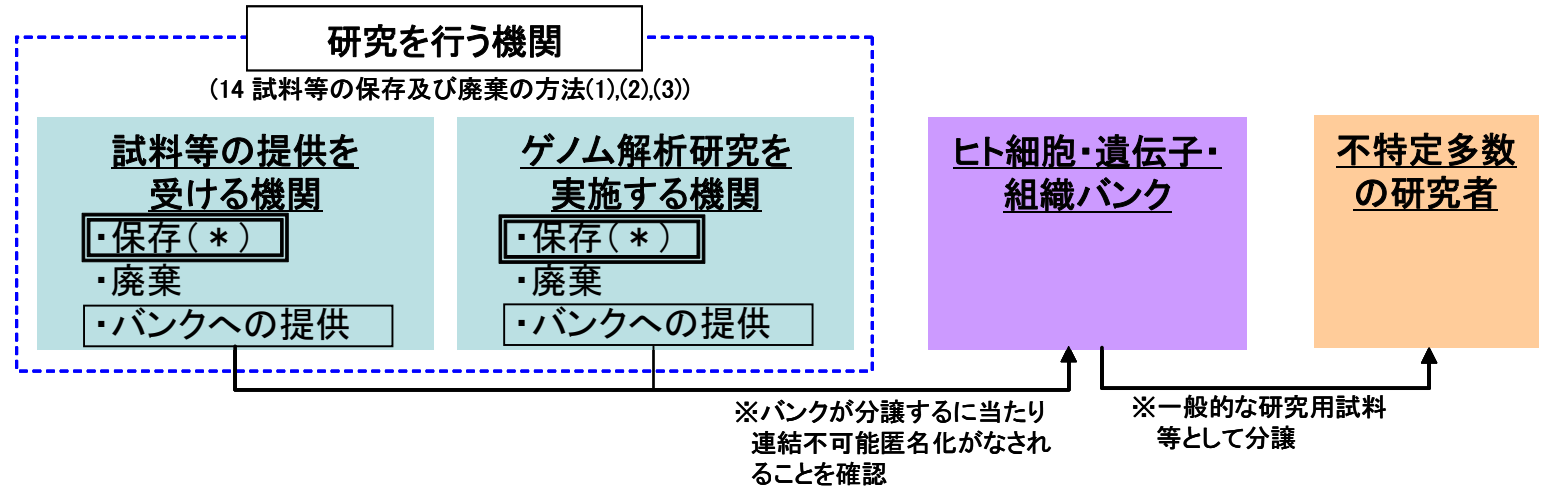 研究を行う機関
(14 試料等の保存及び廃棄の方法(1),(2),(3))
試料等の提供を
受ける機関
・保存(＊)
・廃棄
・バンクへの提供
ゲノム解析研究を
実施する機関
・保存(＊)
・廃棄
・バンクへの提供
ヒト細胞・遺伝子・
組織バンク
不特定多数
の研究者
※バンクが分譲するに当たり
連結不可能匿名化がなされ
ることを確認
※一般的な研究用試料
等として分譲